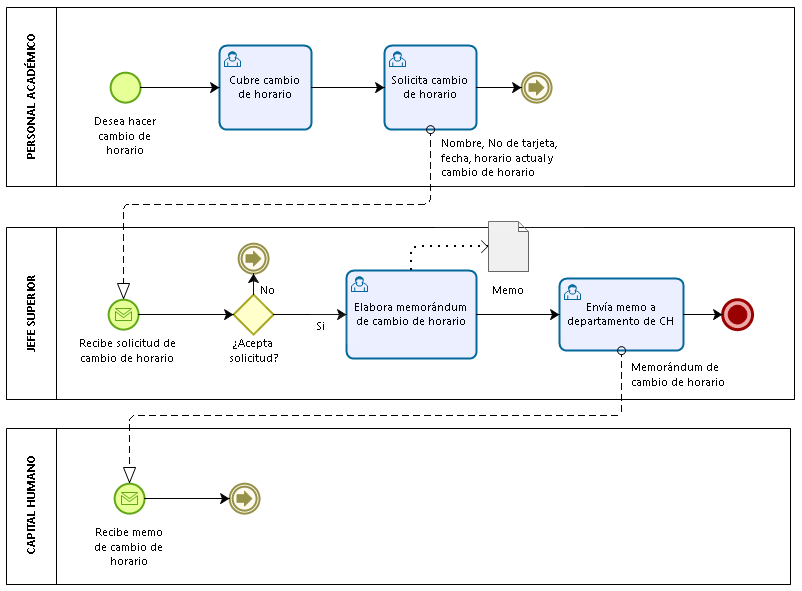 PERSONAL ACADÉMICO
Desea hacer
cambio de
horario
Cubre cambio
de horario
Solicita cambio
de horario
Nombre, No de tarjeta,
fecha, horario actual y
cambio de horario
JEFE SUPERIOR
Recibe solicitud de
cambio de horario
No
¿Acepta
solicitud?
Si
Elabora memorándum
de cambio de horario
Memo
Envía memo a
departamento de CH
Memorándum de
cambio de horario
CAPITAL HUMANO
Recibe memo
de cambio de
horario